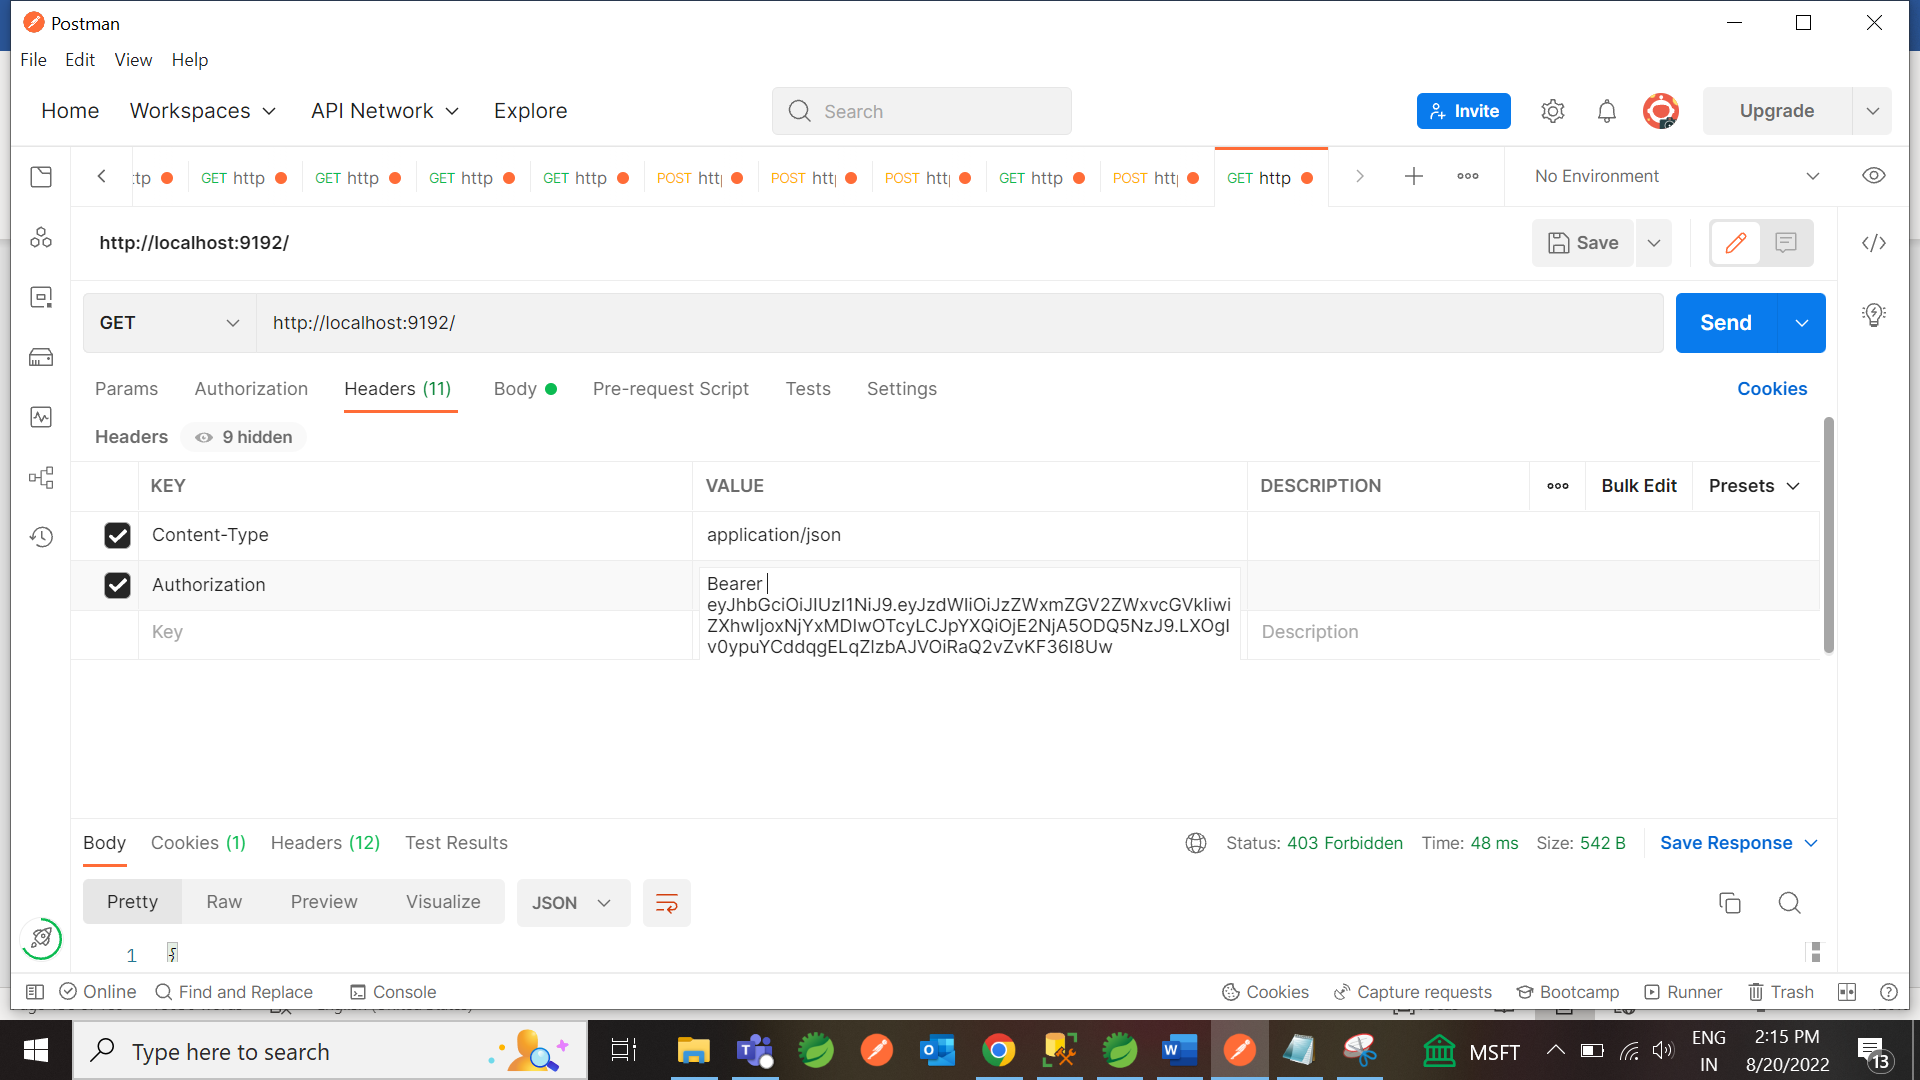 Postman
File Edit View Help
Home Workspaces API Network Explore Search Invite Upgrade
tp GET http GET http GET http GET http POST htt POST htt POST htt GET http POST htt GET http No Environment
http://localhost:9192/ Save
GET http://localhost:9192/ Send
Params Authorization Headers (11) Body Pre-request Script Tests Settings Cookies
Headers 9 hidden
KEY VALUE DESCRIPTION Bulk Edit Presets
Content-Type application/json
Authorization Bearer
eyJhbGciOiJIUzI1NiJ9.eyJzdWIiOiJzZWxmZGV2ZWxvcGVkIiwi
ZXhwIjoxNjYxMDIwOTcyLCJpYXQiOjE2NjA5ODQ5NzJ9.LXOgI
v0ypuYCddqgELqZIzbAJVOiRaQ2vZvKF36I8Uw
Key Description
Body Cookies (1) Headers (12) Test Results Status: 403 Forbidden Time: 48 ms Size: 542 B Save Response
Pretty Raw Preview Visualize JSON
1 {
Online Find and Replace Console Cookies Capture requests Bootcamp Runner Trash
Type here to search MSFT ENG IN 2:15 PM 8/20/2022 13